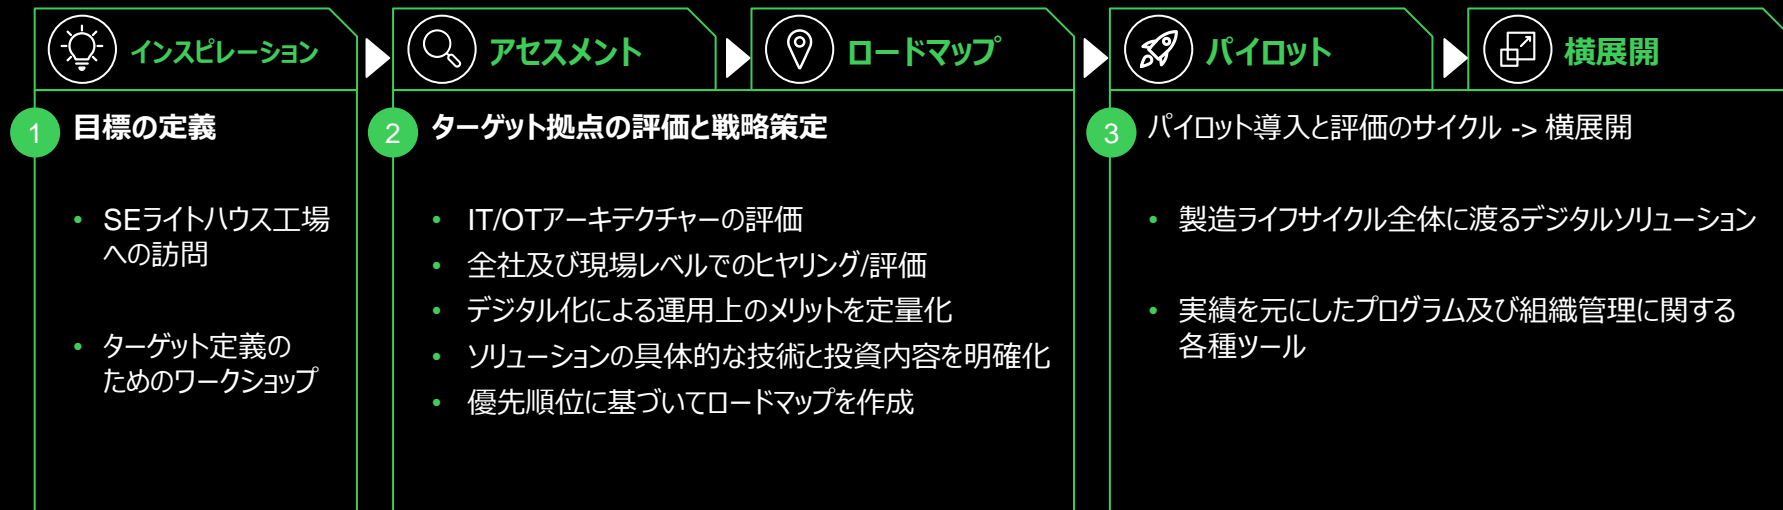 インスピレーション
アセスメント
ロードマップ
パイロット
横展開
1 目標の定義
• SEライトハウス工場
への訪問
• ターゲット定義の
ためのワークショップ
2 ターゲット拠点の評価と戦略策定
• IT/OTアーキテクチャーの評価
• 全社及び現場レベルでのヒヤリング/評価
• デジタル化による運用上のメリットを定量化
• ソリューションの具体的な技術と投資内容を明確化
• 優先順位に基づいてロードマップを作成
3 パイロット導入と評価のサイクル -> 横展開
• 製造ライフサイクル全体に渡るデジタルソリューション
• 実績を元にしたプログラム及び組織管理に関する
各種ツール